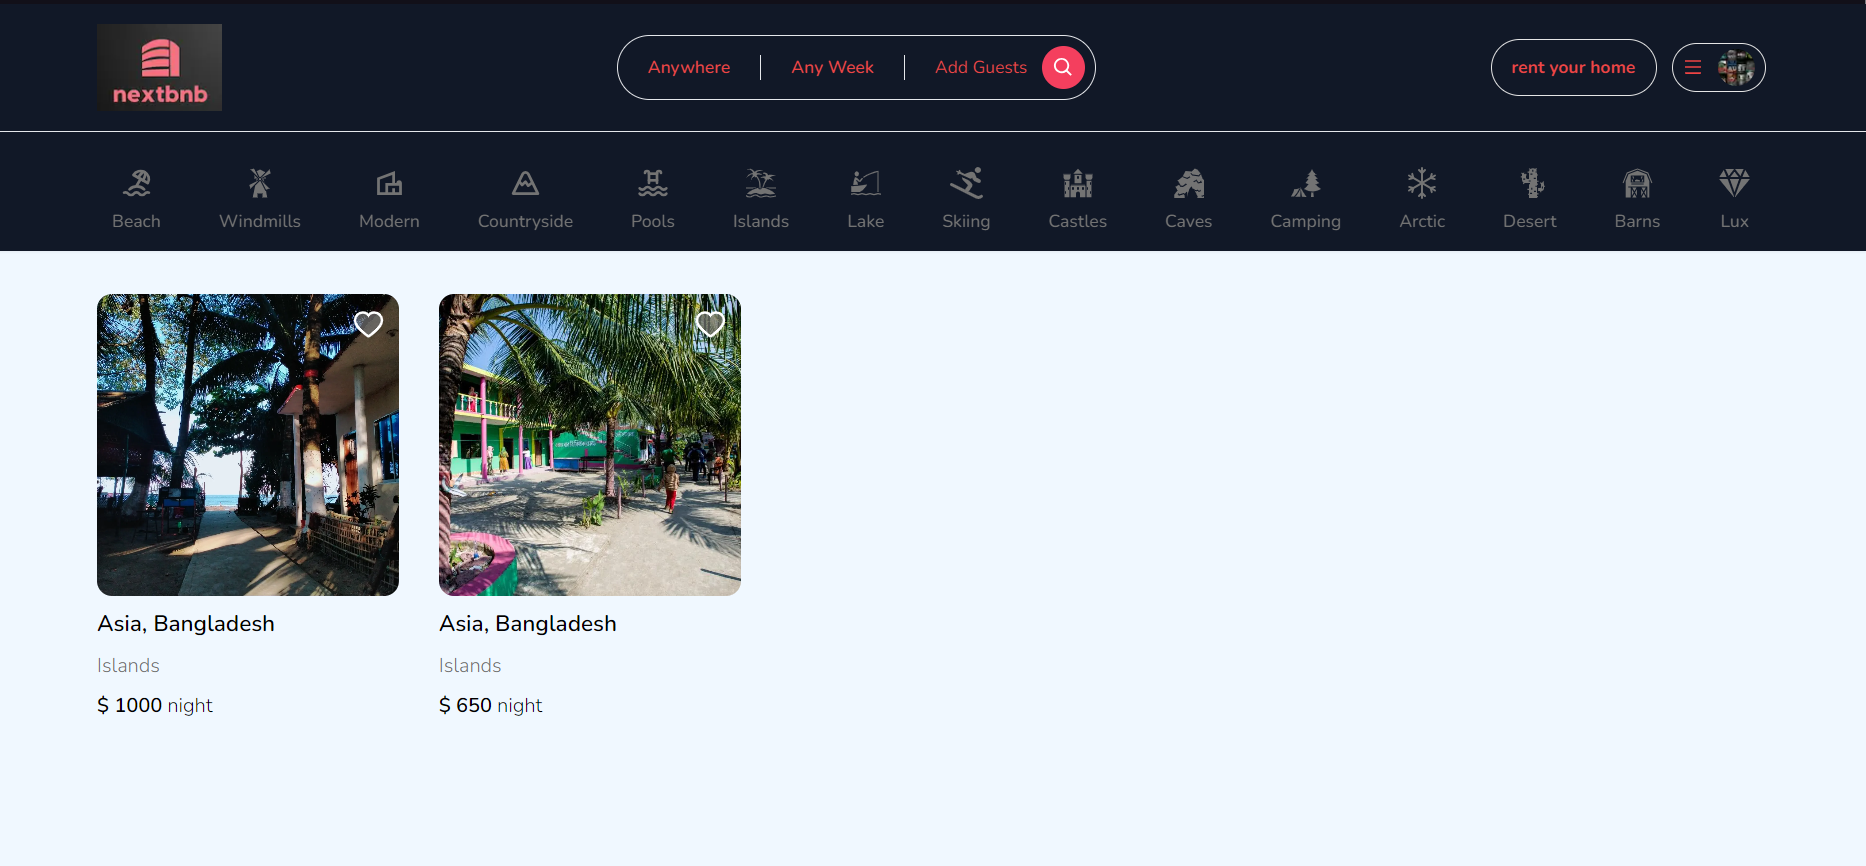 nextbnb
Anywhere
Any Week
Add Guests
rent your home
Beach
Windmills
Modern
Countryside
Pools
Islands
Lake
Skiing
Castles
Caves
Camping
Arctic
Desert
Barns
Lux
Asia, Bangladesh
Islands
$ 1000 night
Asia, Bangladesh
Islands
$ 650 night